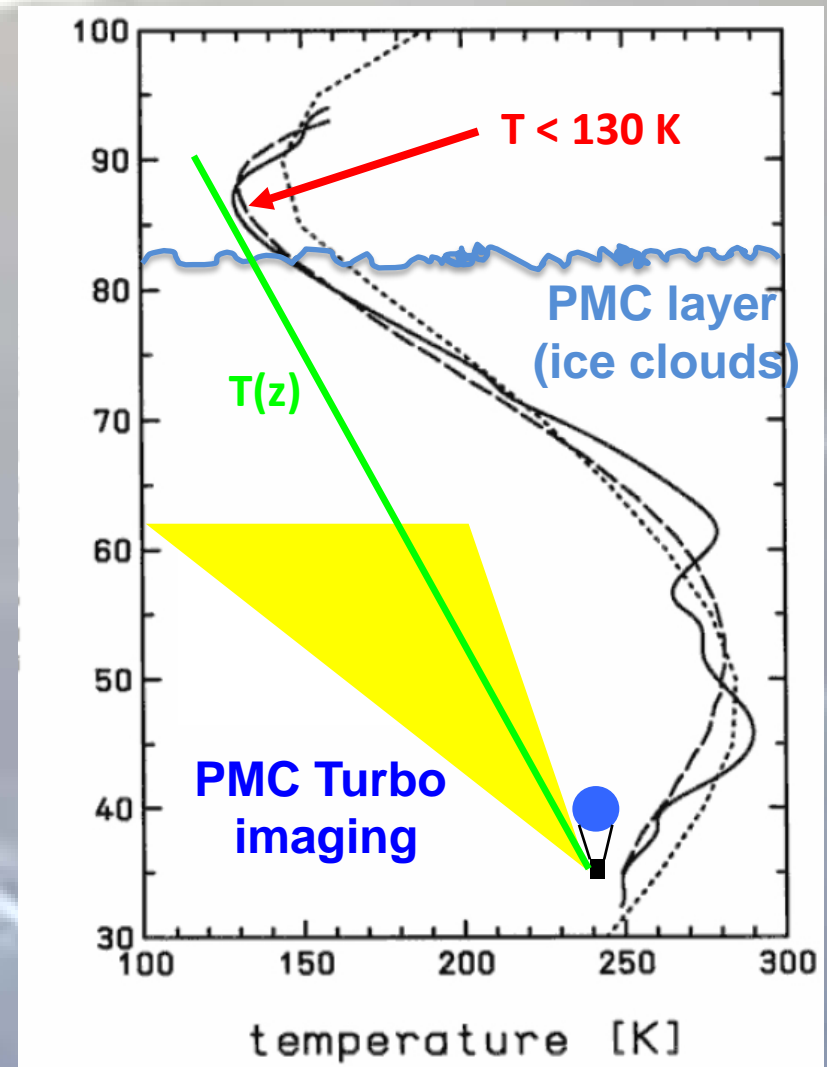 100
90
80
70
60
50
40
30
T < 130 K
PMC layer
(ice clouds)
T(z)
PMC Turbo
imaging
100 150 200 250 300
temperature [K]